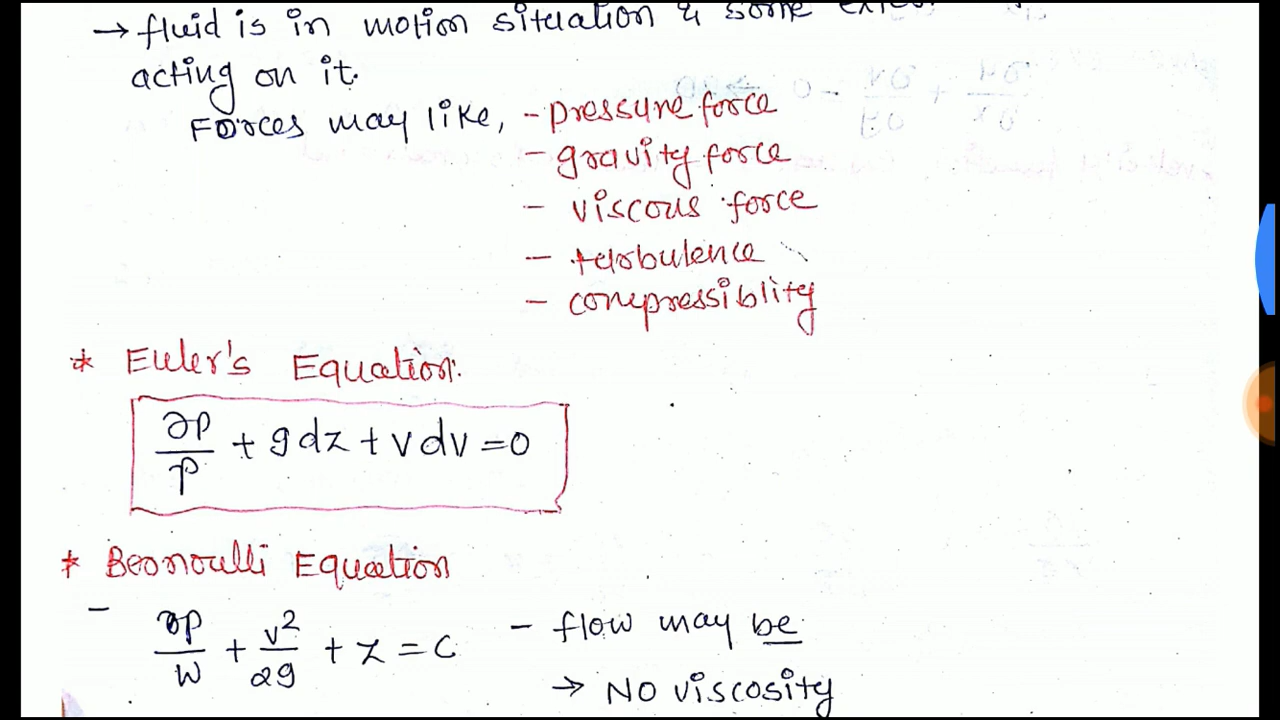 → fluid is in motion situation & some
acting on it.
Forces may like, - pressure force
- gravity force
- viscous force
- turbulence
- compressiblity
* Euler's Equation:
∂p/ρ + gdz + vdv = 0
* Bernoulli Equation
- ∂p/w + v²/2g + z = c
- flow may be
→ No viscosity